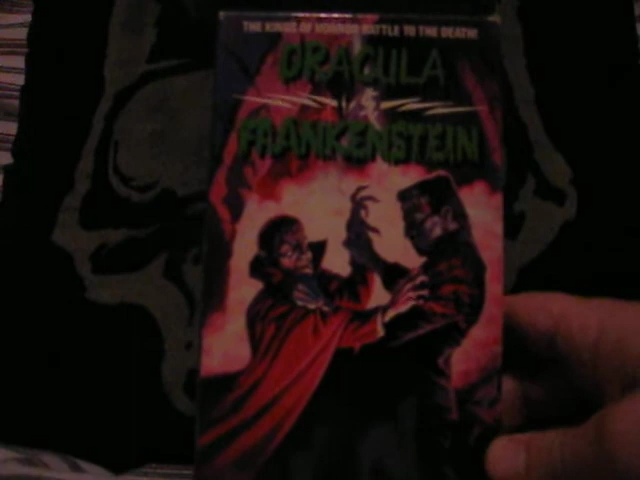 THE KINGS OF HORROR BATTLE TO THE DEATH!
DRACULA
VS
FRANKENSTEIN